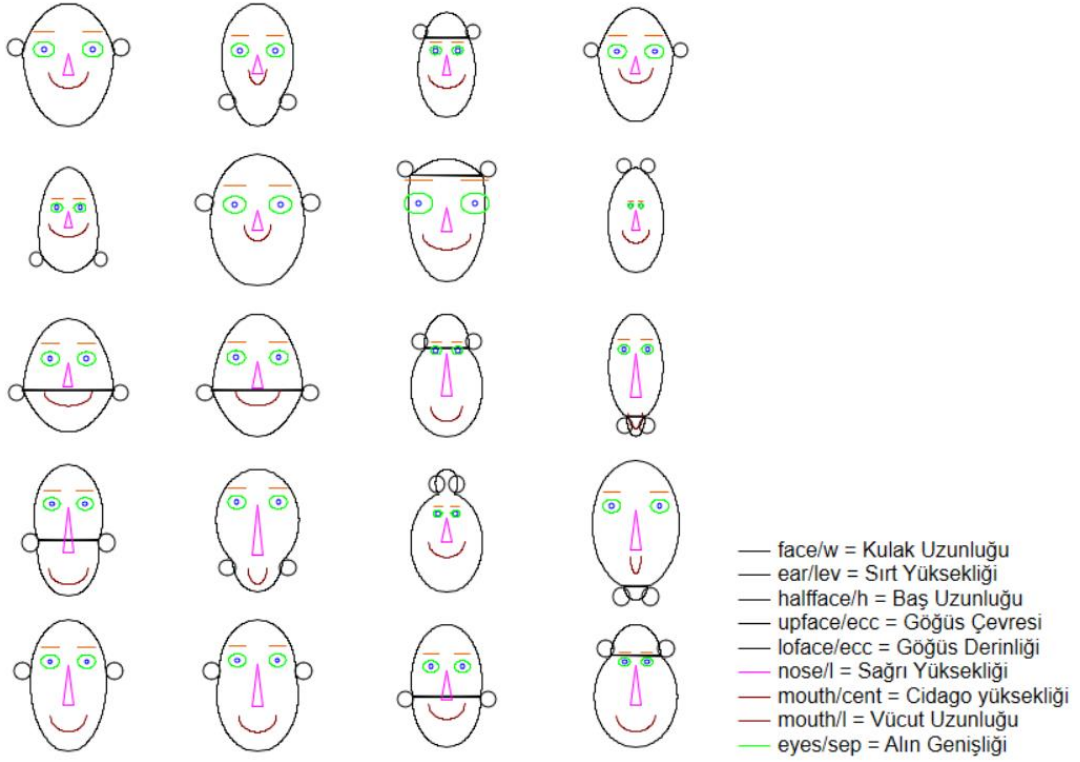 face/w = Kulak Uzunluğu
ear/lev = Sırt Yüksekliği
halfface/h = Baş Uzunluğu
upface/ecc = Göğüs Çevresi
loface/ecc = Göğüs Derinliği
nose/l = Sağrı Yüksekliği
mouth/cent = Cidago yüksekliği
mouth/l = Vücut Uzunluğu
eyes/sep = Alın Genişliği